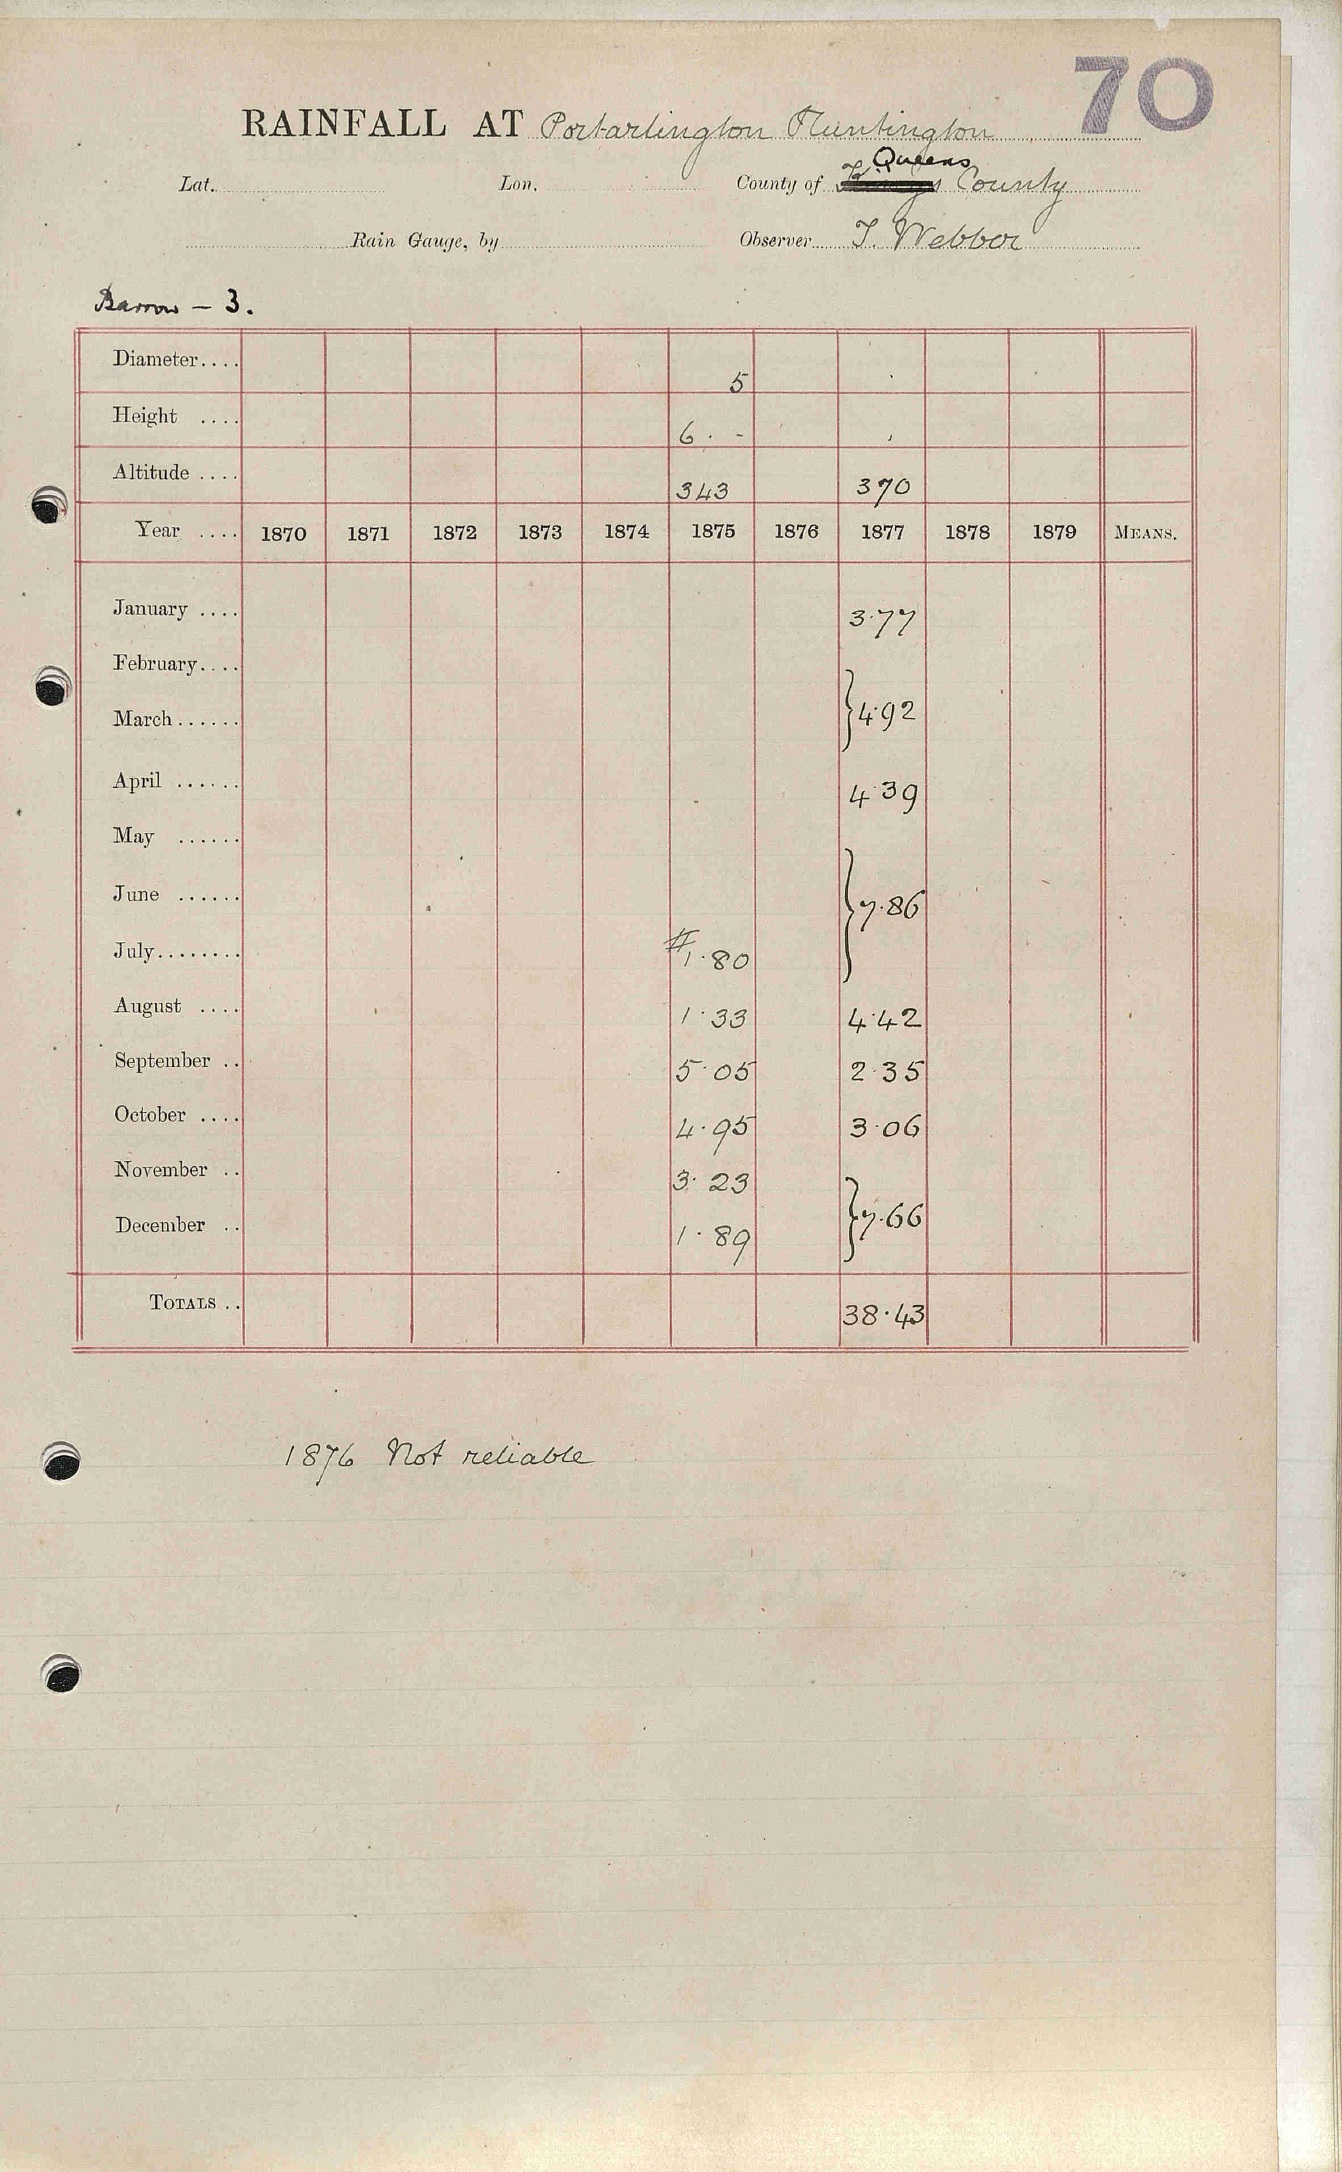 70
RAINFALL AT Portarlington Huntington
Queens
Lat. Lon. County of Kings County
Rain Gauge, by Observer T. Webber
Barrow - 3.
Diameter.... 5
Height .... 6. -
Altitude .... 343 370
Year .... 1870 1871 1872 1873 1874 1875 1876 1877 1878 1879 MEANS.
January .... 3.77
February....
March...... } 4.92
April ...... 4.39
May ......
June ...... } 7.86
July........ # 1.80
August .... 1.33 4.42
September .. 5.05 2.35
October .... 4.95 3.06
November .. 3.23
December .. 1.89 } 7.66
TOTALS .. 38.43
1876 Not reliable